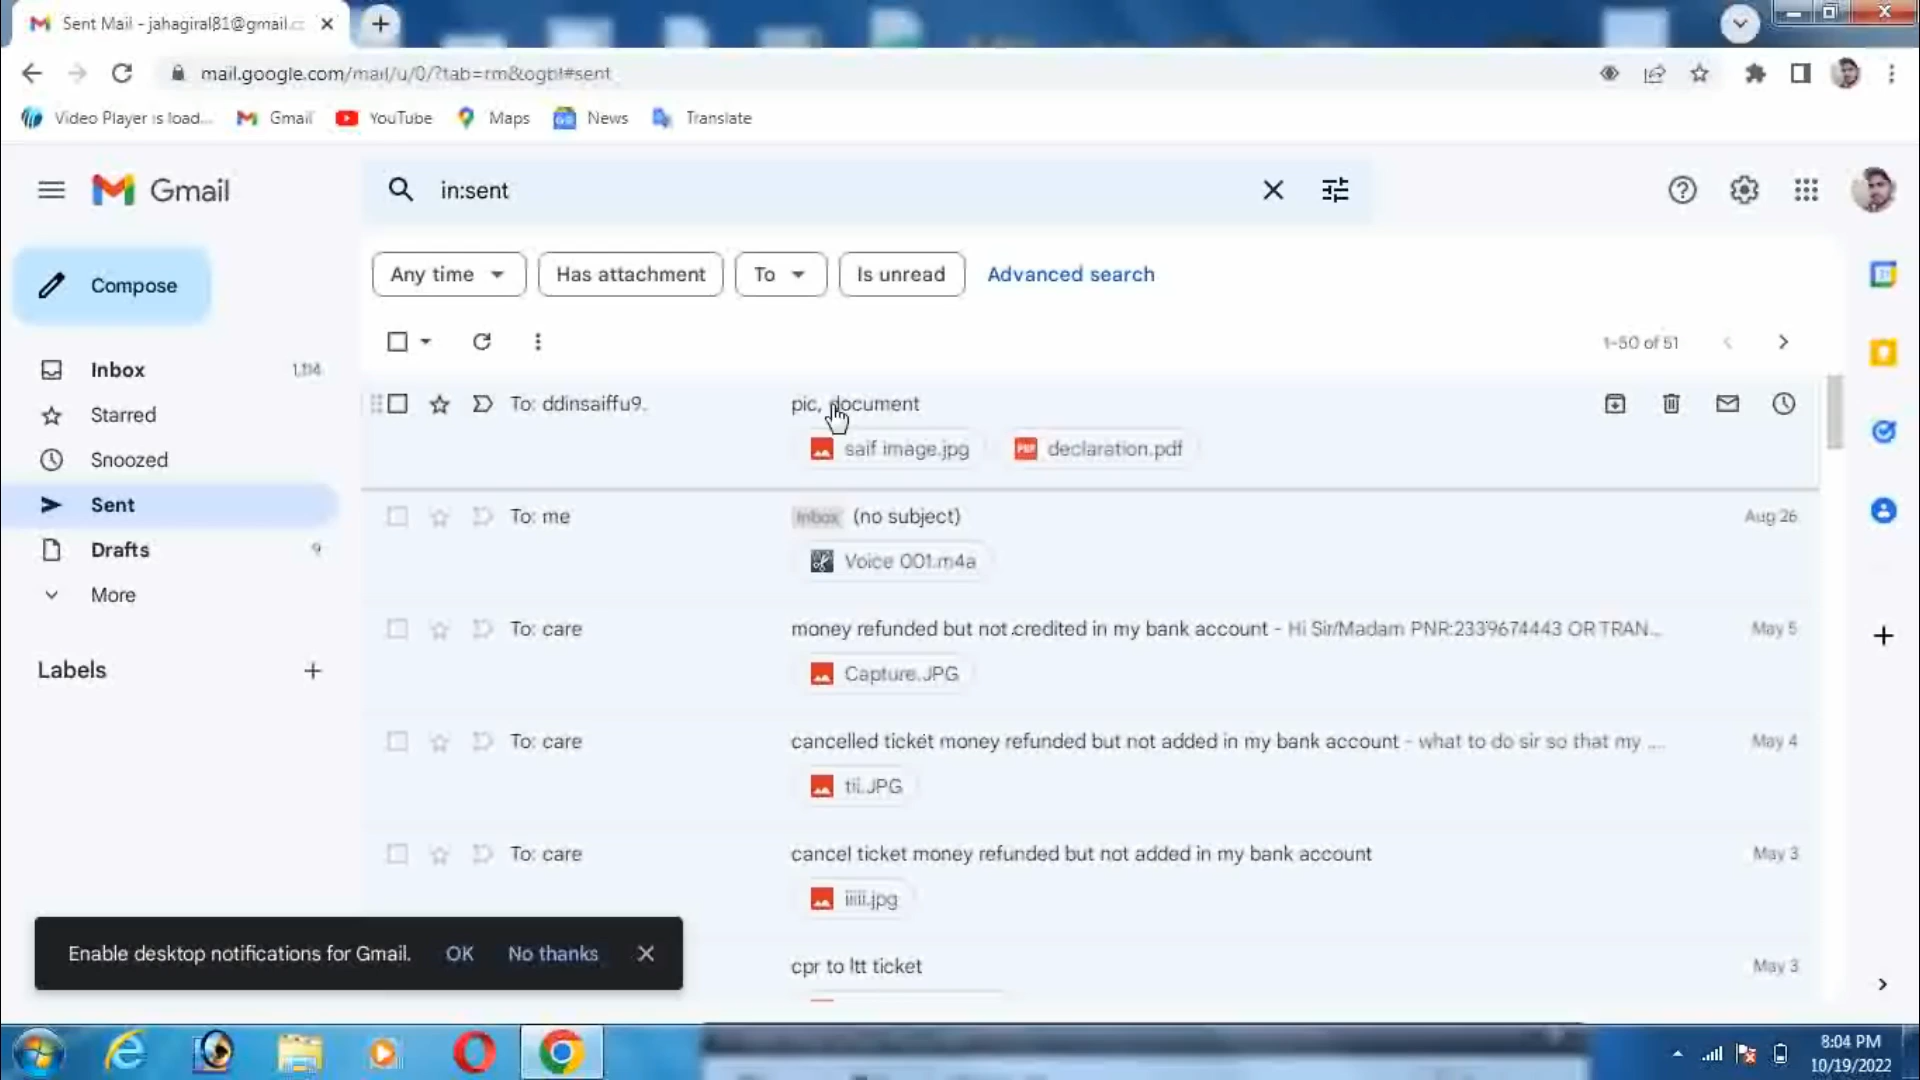 Sent Mail - jahagiral81@gmail.c
mail.google.com/mail/u/0/?tab=rm&ogbl#sent
Video Player is load...
Gmail
YouTube
Maps
News
Translate
Gmail
in:sent
Compose
Any time
Has attachment
To
Is unread
Advanced search
1–50 of 51
Inbox 1,114
Starred
Snoozed
Sent
Drafts 9
More
Labels
To: ddinsaiffu9.
pic, document
saif image.jpg
PDF declaration.pdf
To: me
Inbox (no subject)
Aug 26
Voice 001.m4a
To: care
money refunded but not credited in my bank account - Hi Sir/Madam PNR:2339674443 OR TRAN...
May 5
Capture.JPG
To: care
cancelled ticket money refunded but not added in my bank account - what to do sir so that my ...
May 4
tii.JPG
To: care
cancel ticket money refunded but not added in my bank account
May 3
iiiii.jpg
cpr to ltt ticket
May 3
Enable desktop notifications for Gmail. OK No thanks
8:04 PM
10/19/2022